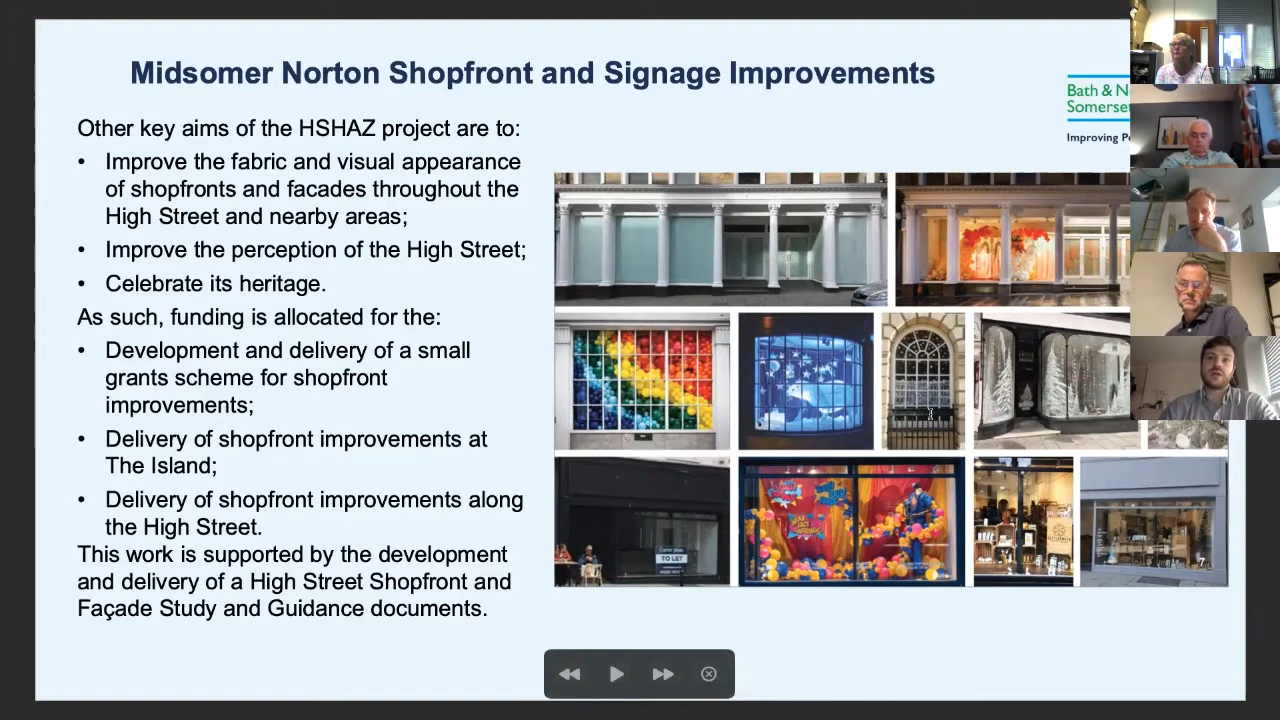 Midsomer Norton Shopfront and Signage Improvements
Bath & N
Somerse
Improving P
Other key aims of the HSHAZ project are to:
• Improve the fabric and visual appearance
of shopfronts and facades throughout the
High Street and nearby areas;
• Improve the perception of the High Street;
• Celebrate its heritage.
As such, funding is allocated for the:
• Development and delivery of a small
grants scheme for shopfront
improvements;
• Delivery of shopfront improvements at
The Island;
• Delivery of shopfront improvements along
the High Street.
This work is supported by the development
and delivery of a High Street Shopfront and
Façade Study and Guidance documents.
TO LET